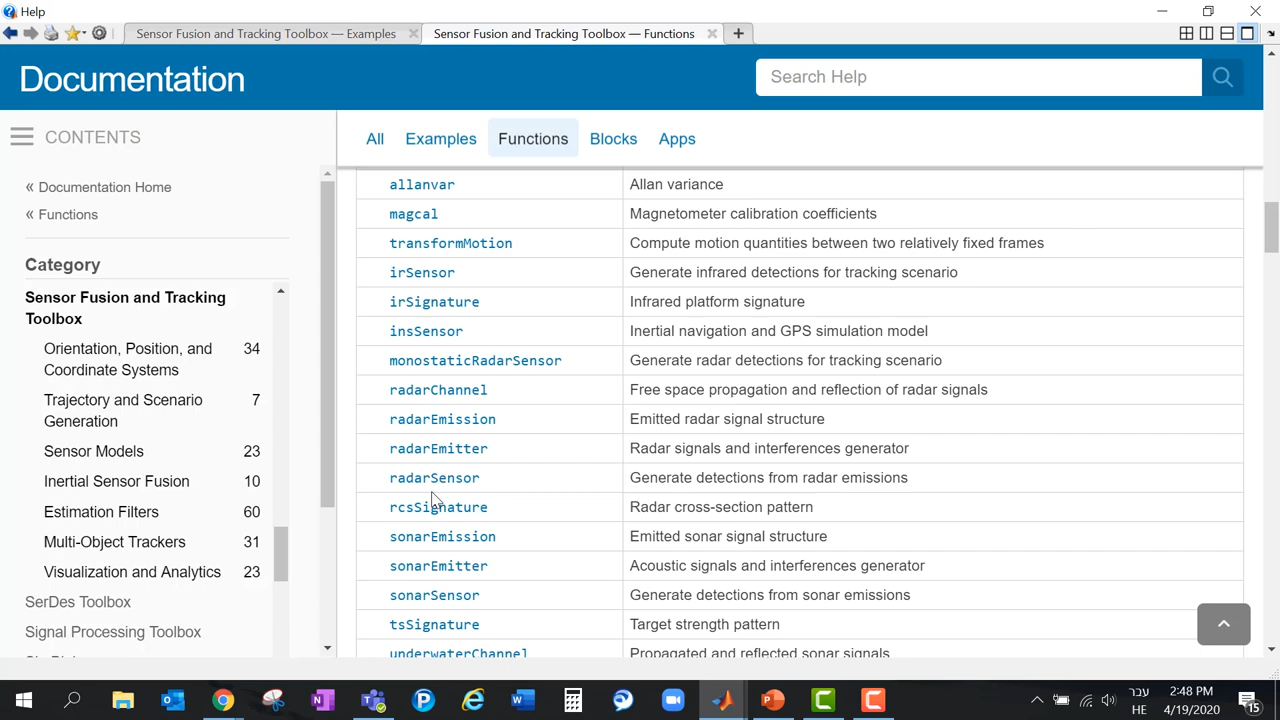 Help
Sensor Fusion and Tracking Toolbox — Examples
Sensor Fusion and Tracking Toolbox — Functions
Documentation
Search Help
CONTENTS
All
Examples
Functions
Blocks
Apps
« Documentation Home
« Functions
Category
Sensor Fusion and Tracking
Toolbox
Orientation, Position, and
Coordinate Systems
34
Trajectory and Scenario
Generation
7
Sensor Models 23
Inertial Sensor Fusion 10
Estimation Filters 60
Multi-Object Trackers 31
Visualization and Analytics 23
SerDes Toolbox
Signal Processing Toolbox
allanvar Allan variance
magcal Magnetometer calibration coefficients
transformMotion Compute motion quantities between two relatively fixed frames
irSensor Generate infrared detections for tracking scenario
irSignature Infrared platform signature
insSensor Inertial navigation and GPS simulation model
monostaticRadarSensor Generate radar detections for tracking scenario
radarChannel Free space propagation and reflection of radar signals
radarEmission Emitted radar signal structure
radarEmitter Radar signals and interferences generator
radarSensor Generate detections from radar emissions
rcsSignature Radar cross-section pattern
sonarEmission Emitted sonar signal structure
sonarEmitter Acoustic signals and interferences generator
sonarSensor Generate detections from sonar emissions
tsSignature Target strength pattern
underwaterChannel Propagated and reflected sonar signals
עבר
HE
2:48 PM
4/19/2020
15